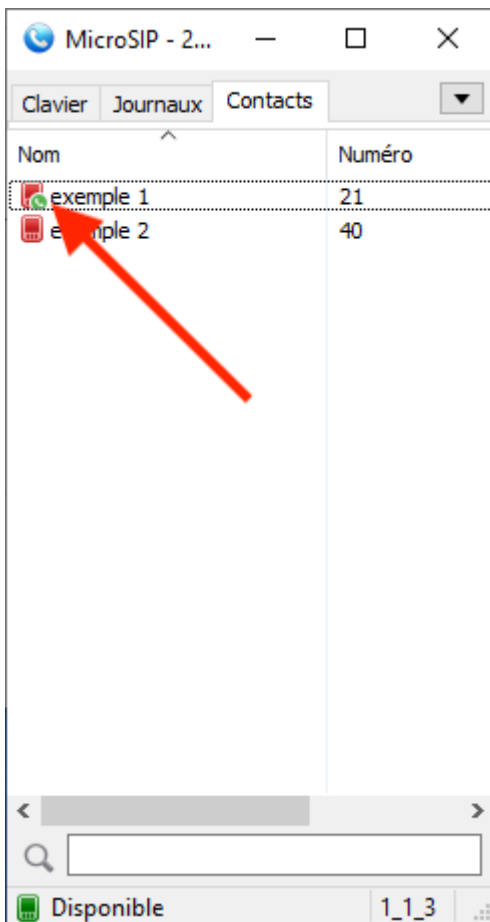 MicroSIP - 2...
Clavier Journaux Contacts
Nom Numéro
exemple 1 21
exemple 2 40
Disponible 1_1_3